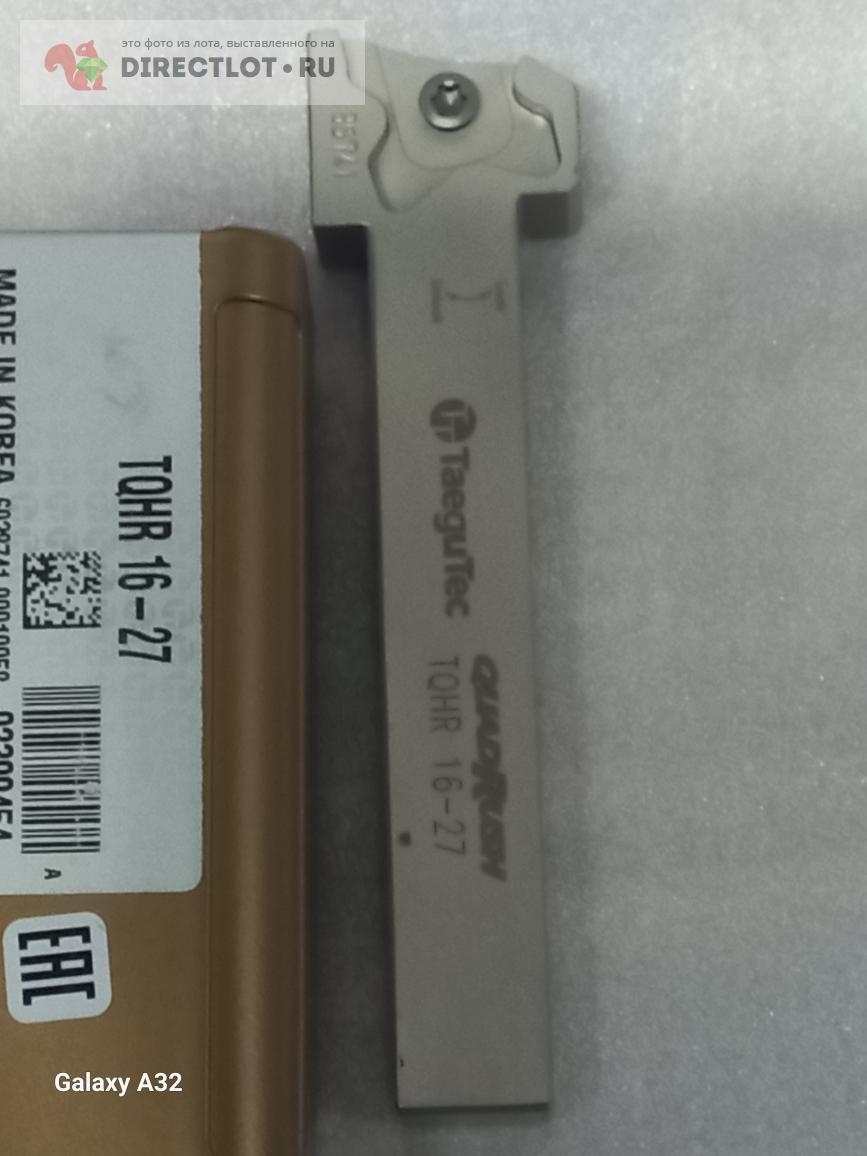 это фото из лота, выставленного на
DIRECTLOT.RU
MADE IN KOREA
TQHR 16-27
A
EAC
TaeguTec
QUADRUSH
TQHR 16-27
Galaxy A32